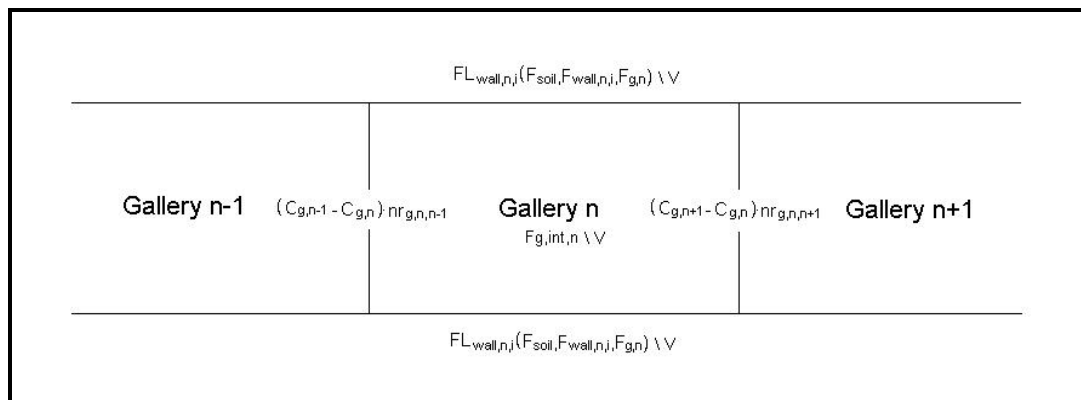 FLwall,n,i(Fsoil,Fwall,n,i,Fg,n) \ V
Gallery n-1 (Cg,n-1 - Cg,n)·nrg,n,n-1 Gallery n (Cg,n+1 - Cg,n)·nrg,n,n+1 Gallery n+1
Fg,int,n \ V
FLwall,n,i(Fsoil,Fwall,n,i,Fg,n) \ V